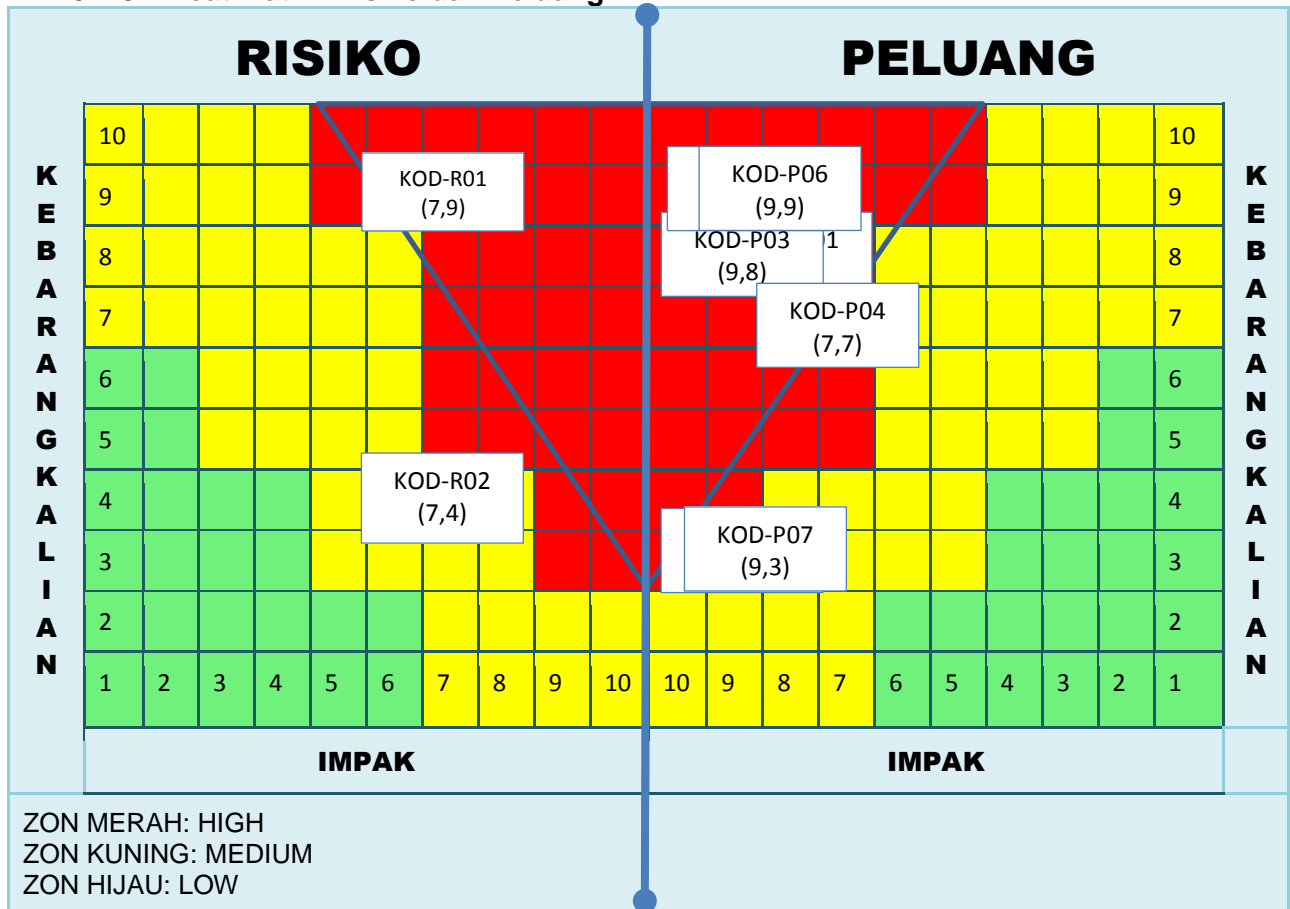 RISIKO
PELUANG
KEBARANGKALIAN
10
9
8
7
6
5
4
3
2
1 2 3 4 5 6 7 8 9 10
KOD-R01
(7,9)
KOD-R02
(7,4)
KOD-P06
(9,9)
KOD-P03
(9,8)
KOD-P04
(7,7)
KOD-P07
(9,3)
10
9
8
7
6
5
4
3
2
10 9 8 7 6 5 4 3 2 1
KEBARANGKALIAN
IMPAK
IMPAK
ZON MERAH: HIGH
ZON KUNING: MEDIUM
ZON HIJAU: LOW